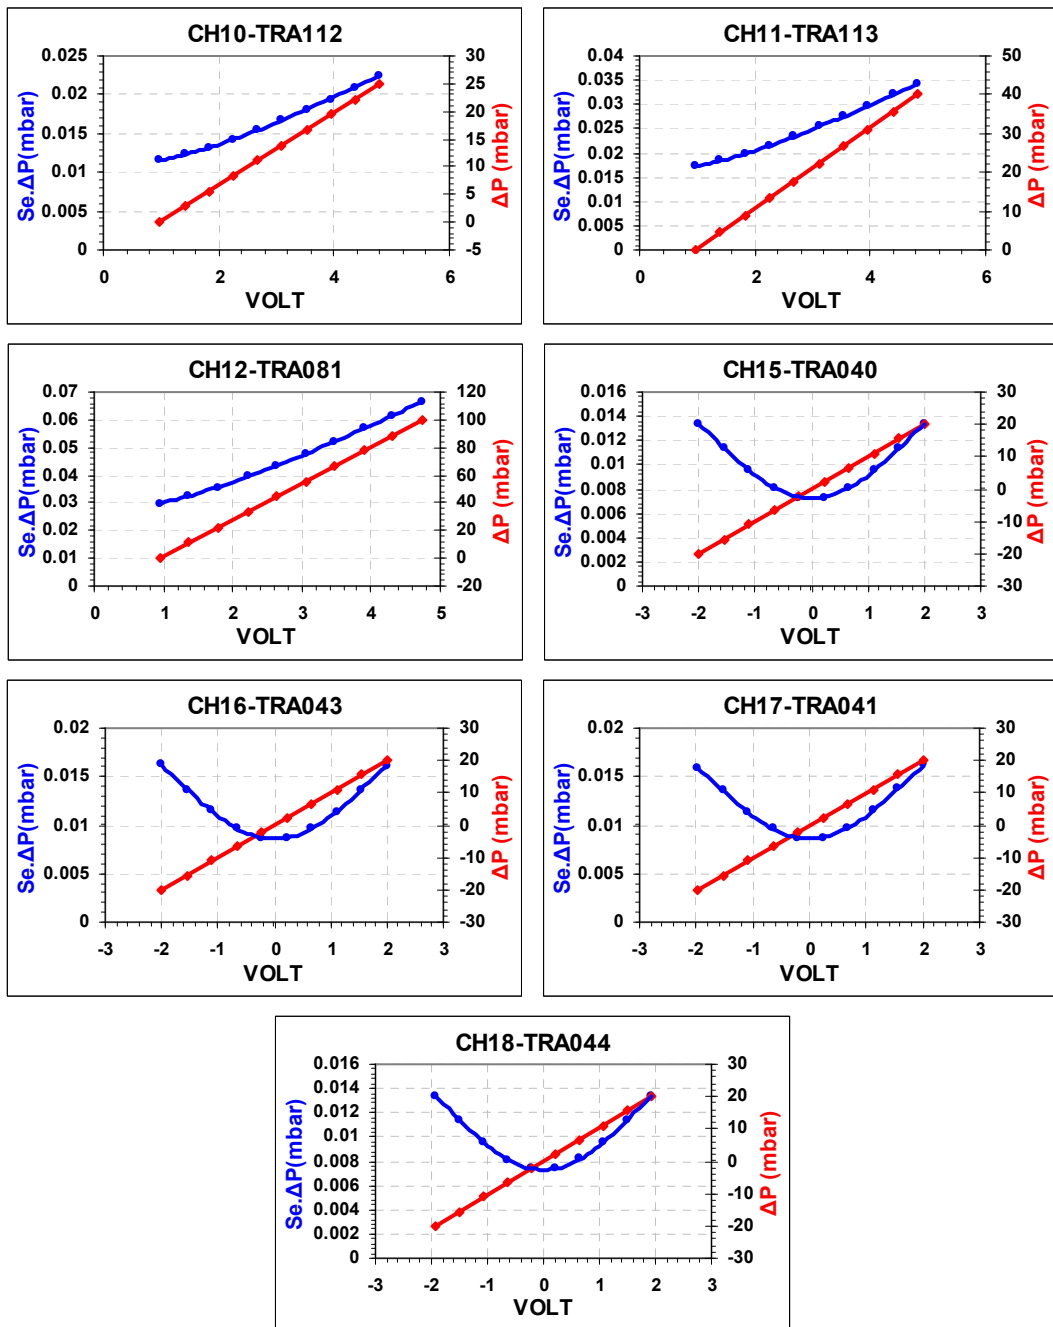 CH10-TRA112
Se.ΔP(mbar)
0.025
0.02
0.015
0.01
0.005
0
30
25
20
15
10
5
0
-5
ΔP (mbar)
0 2 4 6
VOLT
CH11-TRA113
Se.ΔP(mbar)
0.04
0.035
0.03
0.025
0.02
0.015
0.01
0.005
0
50
40
30
20
10
0
ΔP (mbar)
0 2 4 6
VOLT
CH12-TRA081
Se.ΔP(mbar)
0.07
0.06
0.05
0.04
0.03
0.02
0.01
0
120
100
80
60
40
20
0
-20
ΔP (mbar)
0 1 2 3 4 5
VOLT
CH15-TRA040
Se.ΔP(mbar)
0.016
0.014
0.012
0.01
0.008
0.006
0.004
0.002
0
30
20
10
0
-10
-20
-30
ΔP (mbar)
-3 -2 -1 0 1 2 3
VOLT
CH16-TRA043
Se.ΔP(mbar)
0.02
0.015
0.01
0.005
0
30
20
10
0
-10
-20
-30
ΔP (mbar)
-3 -2 -1 0 1 2 3
VOLT
CH17-TRA041
Se.ΔP(mbar)
0.02
0.015
0.01
0.005
0
30
20
10
0
-10
-20
-30
ΔP (mbar)
-3 -2 -1 0 1 2 3
VOLT
CH18-TRA044
Se.ΔP(mbar)
0.016
0.014
0.012
0.01
0.008
0.006
0.004
0.002
0
30
20
10
0
-10
-20
-30
ΔP (mbar)
-3 -2 -1 0 1 2 3
VOLT